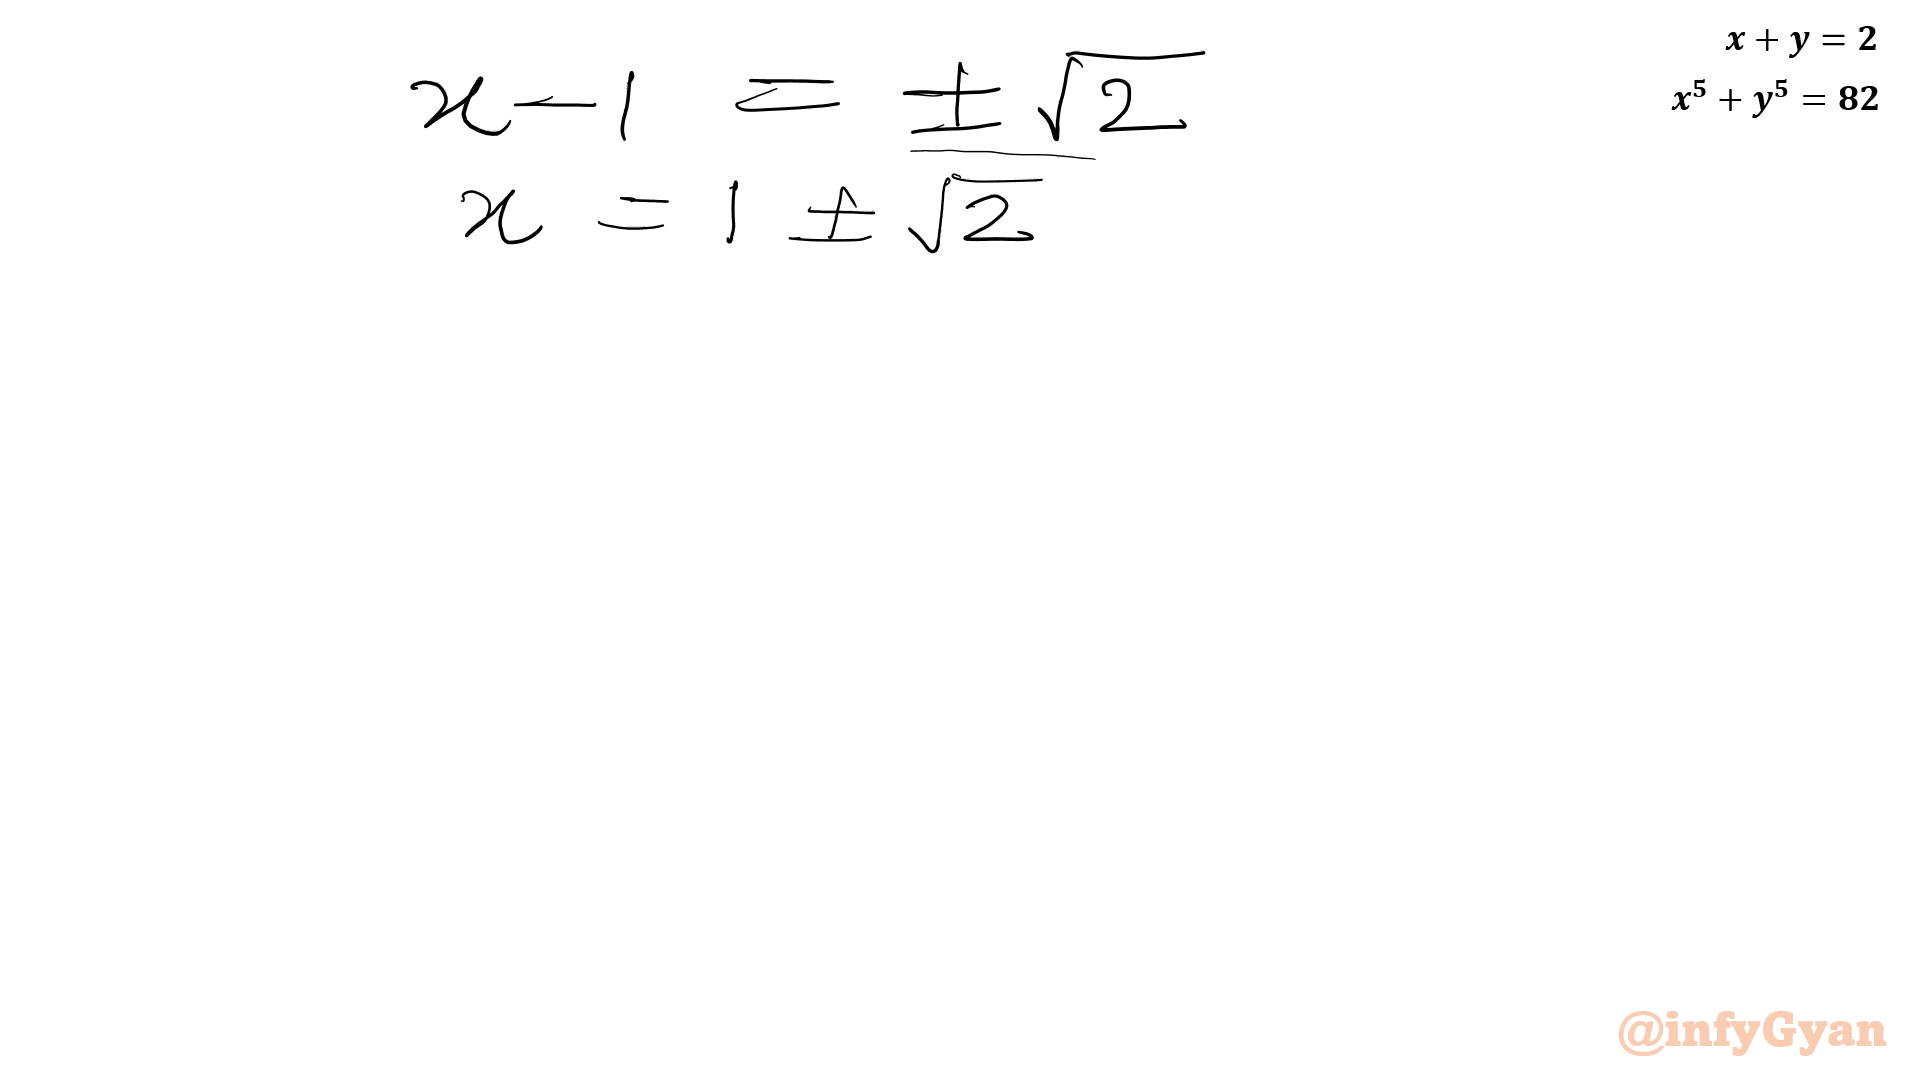 x + y = 2
x⁵ + y⁵ = 82
x - 1 = ± √2
x = 1 ± √2
@infyGyan